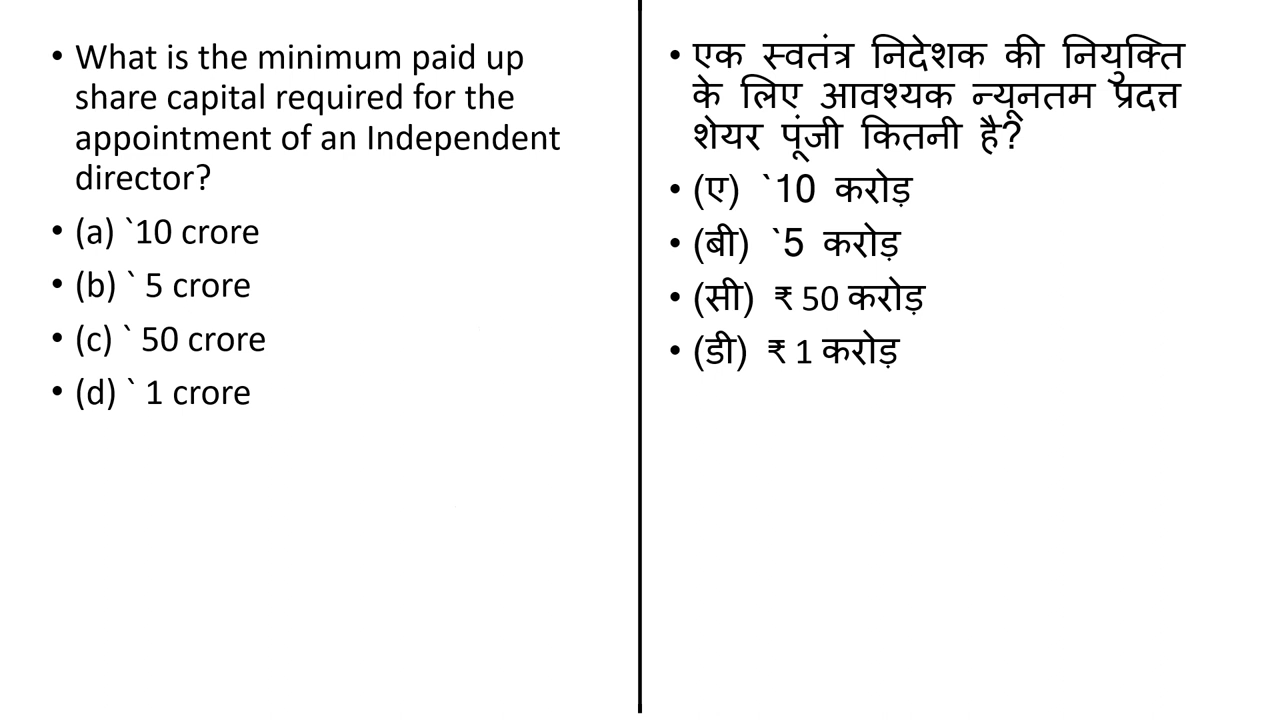 • What is the minimum paid up
share capital required for the
appointment of an Independent
director?
• (a) `10 crore
• (b) ` 5 crore
• (c) ` 50 crore
• (d) ` 1 crore
• एक स्वतंत्र निदेशक की नियुक्ति
के लिए आवश्यक न्यूनतम प्रदत्त
शेयर पूंजी कितनी है?
• (ए) `10 करोड़
• (बी) `5 करोड़
• (सी) ₹ 50 करोड़
• (डी) ₹ 1 करोड़